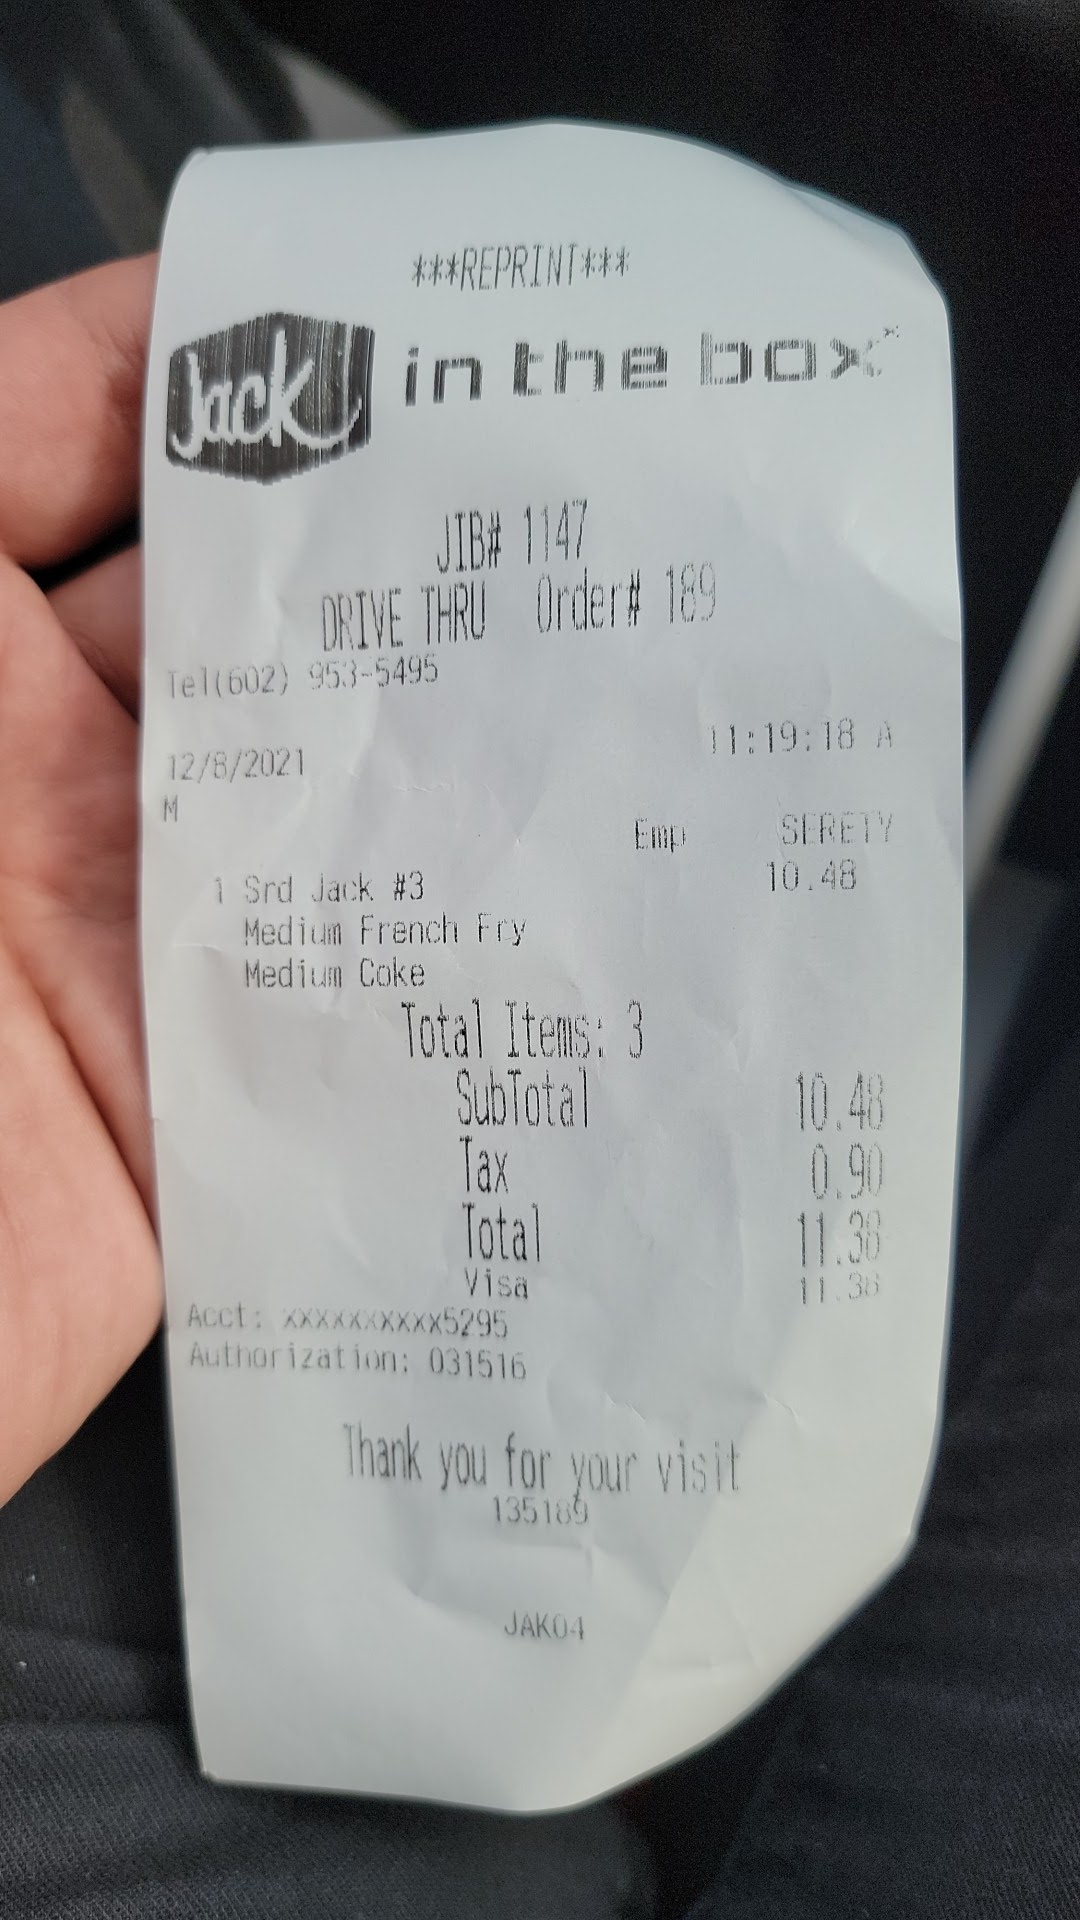 ***REPRINT***
Jack in the box
JIB# 1147
DRIVE THRU Order# 189
Tel(602) 953-5495
11:19:18 A
12/8/2021
M
Emp SERETY
1 Srd Jack #3 10.48
Medium French Fry
Medium Coke
Total Items: 3
SubTotal 10.48
Tax 0.90
Total 11.38
Visa 11.38
Acct: xxxxxxxxxx5295
Authorization: 031516
Thank you for your visit
135189
JAK04